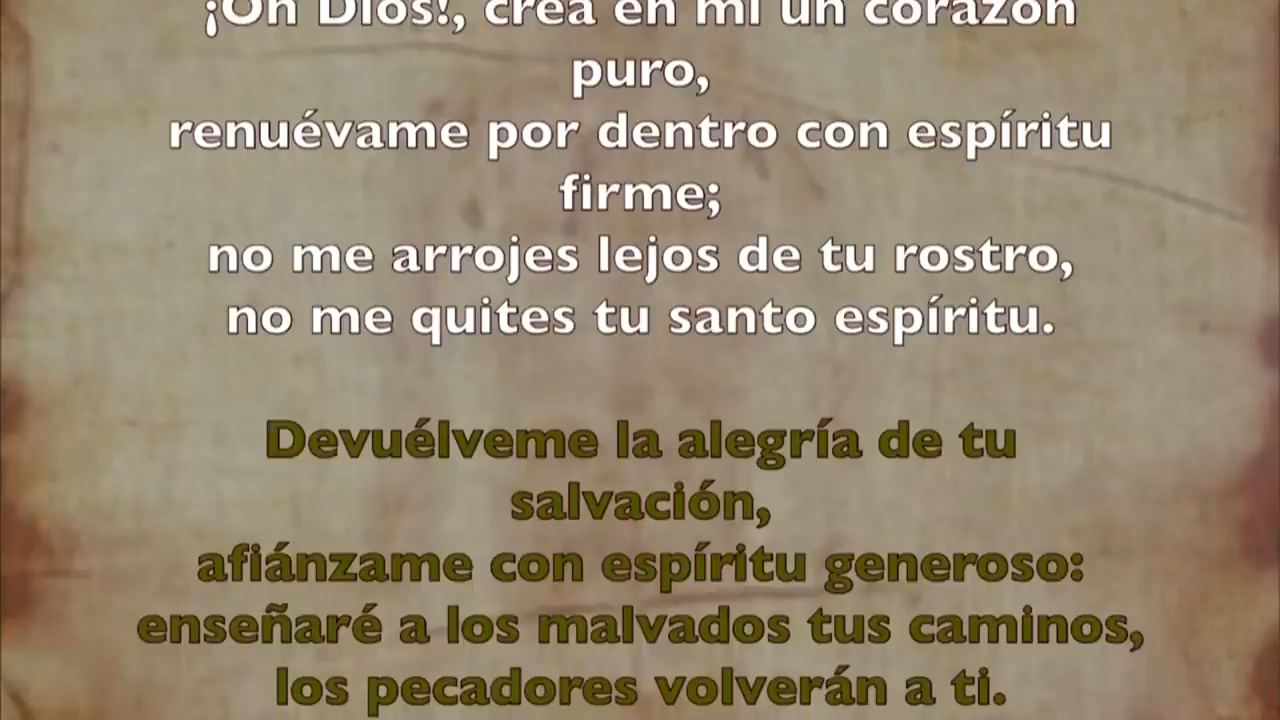 ¡Oh Dios!, crea en mí un corazón
puro,
renuévame por dentro con espíritu
firme;
no me arrojes lejos de tu rostro,
no me quites tu santo espíritu.
Devuélveme la alegría de tu
salvación,
afiánzame con espíritu generoso:
enseñaré a los malvados tus caminos,
los pecadores volverán a ti.